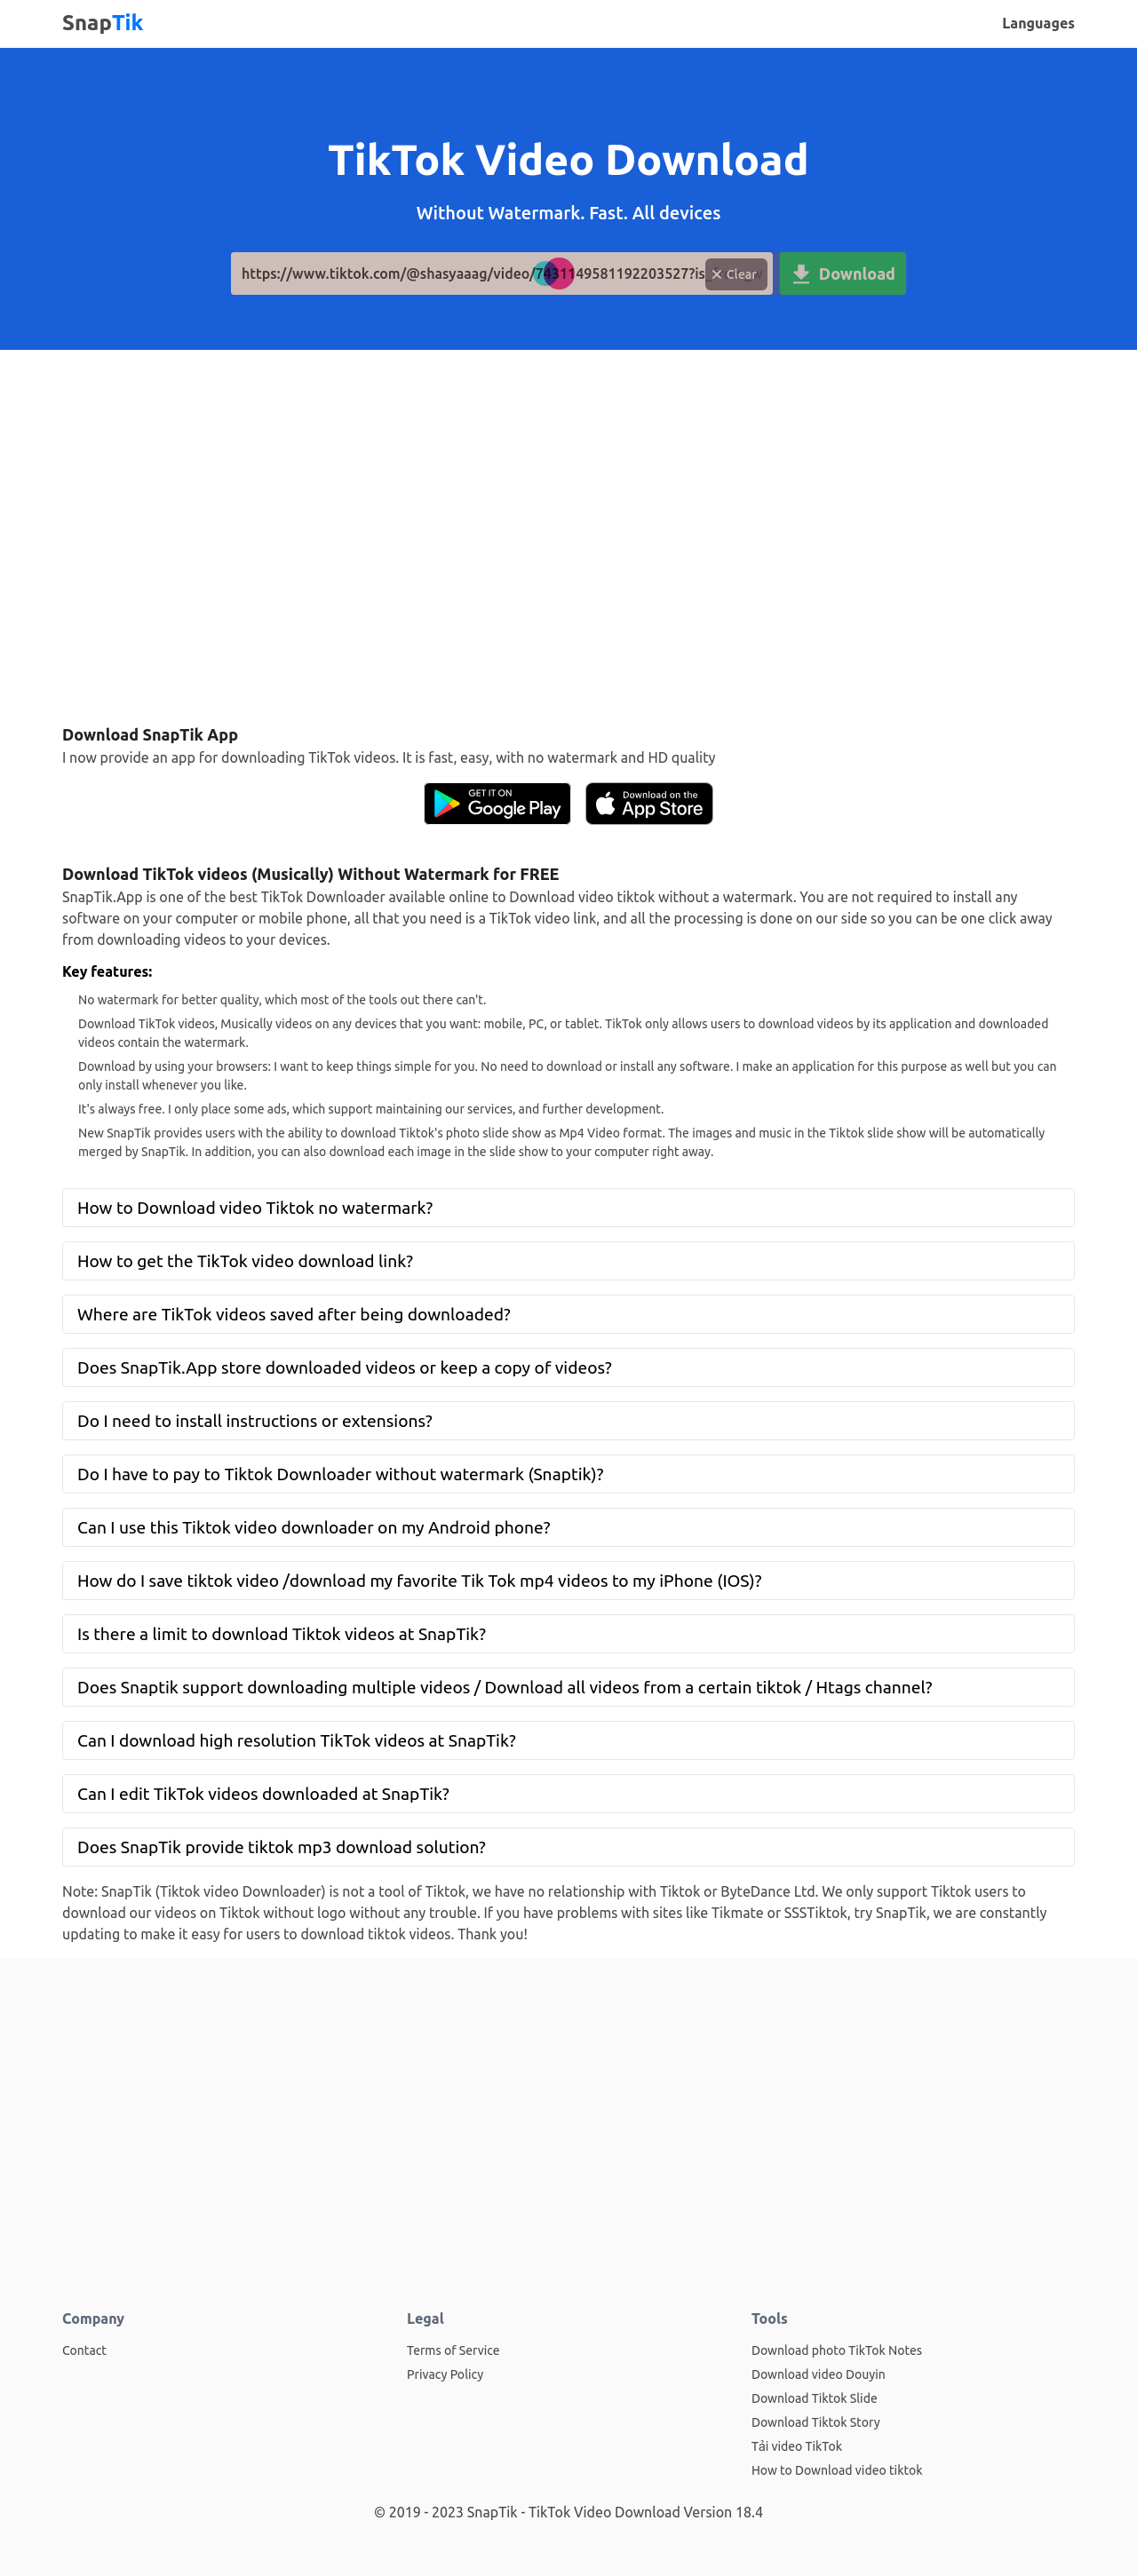 SnapTik
Languages
TikTok Video Download
Without Watermark. Fast. All devices
https://www.tiktok.com/@shasyaaag/video/7431149581192203527?is_
Clear
Download
Download SnapTik App
I now provide an app for downloading TikTok videos. It is fast, easy, with no watermark and HD quality
GET IT ON
Google Play
Download on the
App Store
Download TikTok videos (Musically) Without Watermark for FREE
SnapTik.App is one of the best TikTok Downloader available online to Download video tiktok without a watermark. You are not required to install any
software on your computer or mobile phone, all that you need is a TikTok video link, and all the processing is done on our side so you can be one click away
from downloading videos to your devices.
Key features:
No watermark for better quality, which most of the tools out there can't.
Download TikTok videos, Musically videos on any devices that you want: mobile, PC, or tablet. TikTok only allows users to download videos by its application and downloaded
videos contain the watermark.
Download by using your browsers: I want to keep things simple for you. No need to download or install any software. I make an application for this purpose as well but you can
only install whenever you like.
It's always free. I only place some ads, which support maintaining our services, and further development.
New SnapTik provides users with the ability to download Tiktok's photo slide show as Mp4 Video format. The images and music in the Tiktok slide show will be automatically
merged by SnapTik. In addition, you can also download each image in the slide show to your computer right away.
How to Download video Tiktok no watermark?
How to get the TikTok video download link?
Where are TikTok videos saved after being downloaded?
Does SnapTik.App store downloaded videos or keep a copy of videos?
Do I need to install instructions or extensions?
Do I have to pay to Tiktok Downloader without watermark (Snaptik)?
Can I use this Tiktok video downloader on my Android phone?
How do I save tiktok video /download my favorite Tik Tok mp4 videos to my iPhone (IOS)?
Is there a limit to download Tiktok videos at SnapTik?
Does Snaptik support downloading multiple videos / Download all videos from a certain tiktok / Htags channel?
Can I download high resolution TikTok videos at SnapTik?
Can I edit TikTok videos downloaded at SnapTik?
Does SnapTik provide tiktok mp3 download solution?
Note: SnapTik (Tiktok video Downloader) is not a tool of Tiktok, we have no relationship with Tiktok or ByteDance Ltd. We only support Tiktok users to
download our videos on Tiktok without logo without any trouble. If you have problems with sites like Tikmate or SSSTiktok, try SnapTik, we are constantly
updating to make it easy for users to download tiktok videos. Thank you!
Company
Contact
Legal
Terms of Service
Privacy Policy
Tools
Download photo TikTok Notes
Download video Douyin
Download Tiktok Slide
Download Tiktok Story
Tải video TikTok
How to Download video tiktok
© 2019 - 2023 SnapTik - TikTok Video Download Version 18.4